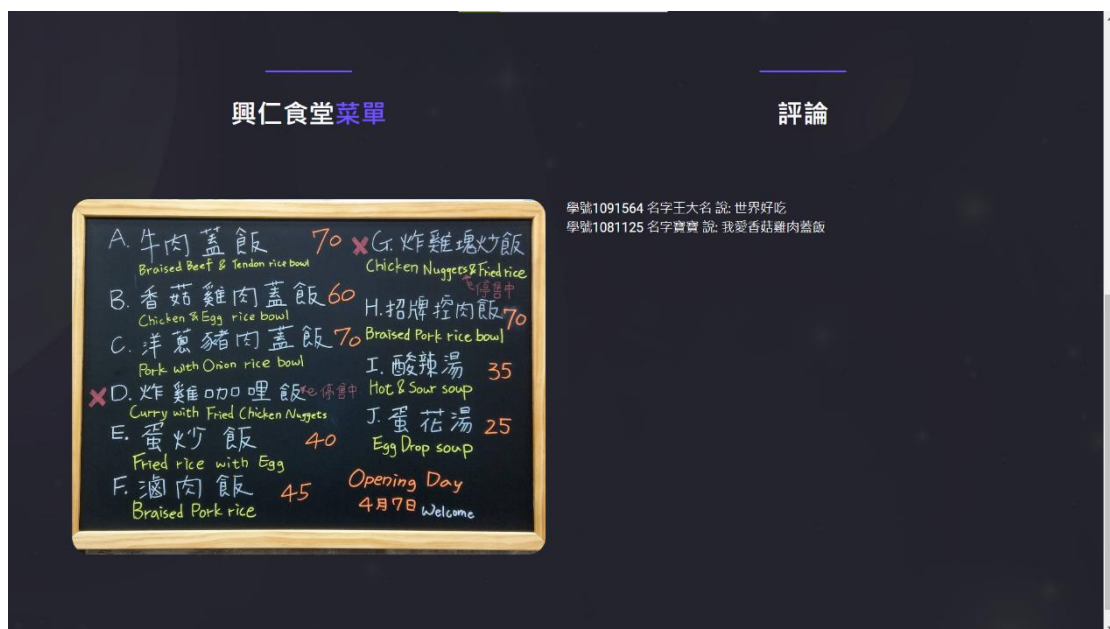 興仁食堂菜單
評論
A. 牛肉蓋飯 70
Braised Beef & Tendon rice bowl
B. 香菇雞肉蓋飯 60
Chicken & Egg rice bowl
C. 洋蔥豬肉蓋飯 70
Pork with Onion rice bowl
✗D. 炸雞咖哩飯 停售中
Curry with Fried Chicken Nuggets
E. 蛋炒飯 40
Fried rice with Egg
F. 滷肉飯 45
Braised Pork rice
✗G. 炸雞塊炒飯
Chicken Nuggets & Fried rice
停售中
H. 招牌控肉飯 70
Braised Pork rice bowl
I. 酸辣湯 35
Hot & Sour soup
J. 蛋花湯 25
Egg Drop soup
Opening Day
4月7日 Welcome
學號1091564 名字王大名 說: 世界好吃
學號1081125 名字寶寶 說: 我愛香菇雞肉蓋飯